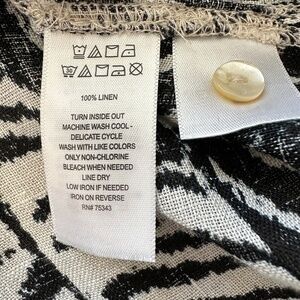 100% LINEN
TURN INSIDE OUT
MACHINE WASH COOL -
DELICATE CYCLE
WASH WITH LIKE COLORS
ONLY NON-CHLORINE
BLEACH WHEN NEEDED
LINE DRY
LOW IRON IF NEEDED
IRON ON REVERSE
RN# 75343